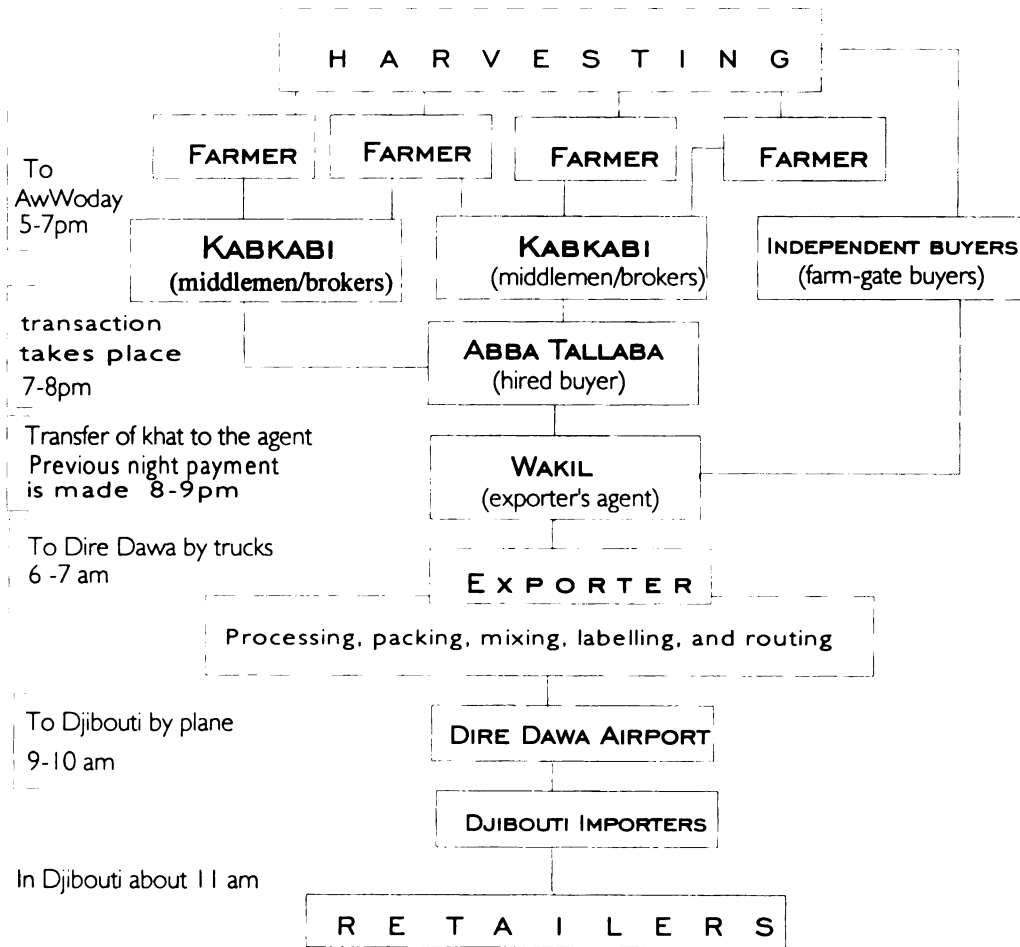 HARVESTING
FARMER
FARMER
FARMER
FARMER
To
AwWoday
5-7pm
KABKABI
(middlemen/brokers)
KABKABI
(middlemen/brokers)
INDEPENDENT BUYERS
(farm-gate buyers)
transaction
takes place
7-8pm
ABBA TALLABA
(hired buyer)
Transfer of khat to the agent
Previous night payment
is made 8-9pm
WAKIL
(exporter's agent)
To Dire Dawa by trucks
6 -7 am
EXPORTER
Processing, packing, mixing, labelling, and routing
To Djibouti by plane
9-10 am
DIRE DAWA AIRPORT
DJIBOUTI IMPORTERS
In Djibouti about 11 am
RETAILERS